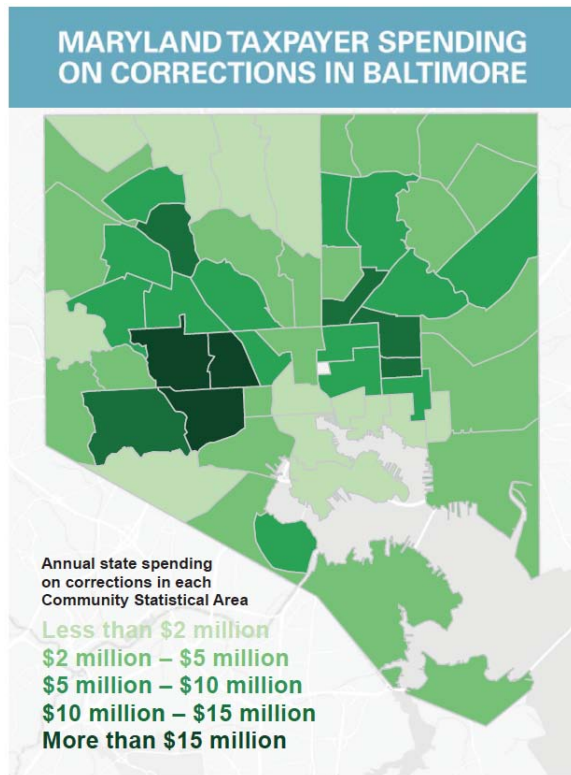 MARYLAND TAXPAYER SPENDING
ON CORRECTIONS IN BALTIMORE
Annual state spending
on corrections in each
Community Statistical Area
Less than $2 million
$2 million – $5 million
$5 million – $10 million
$10 million – $15 million
More than $15 million